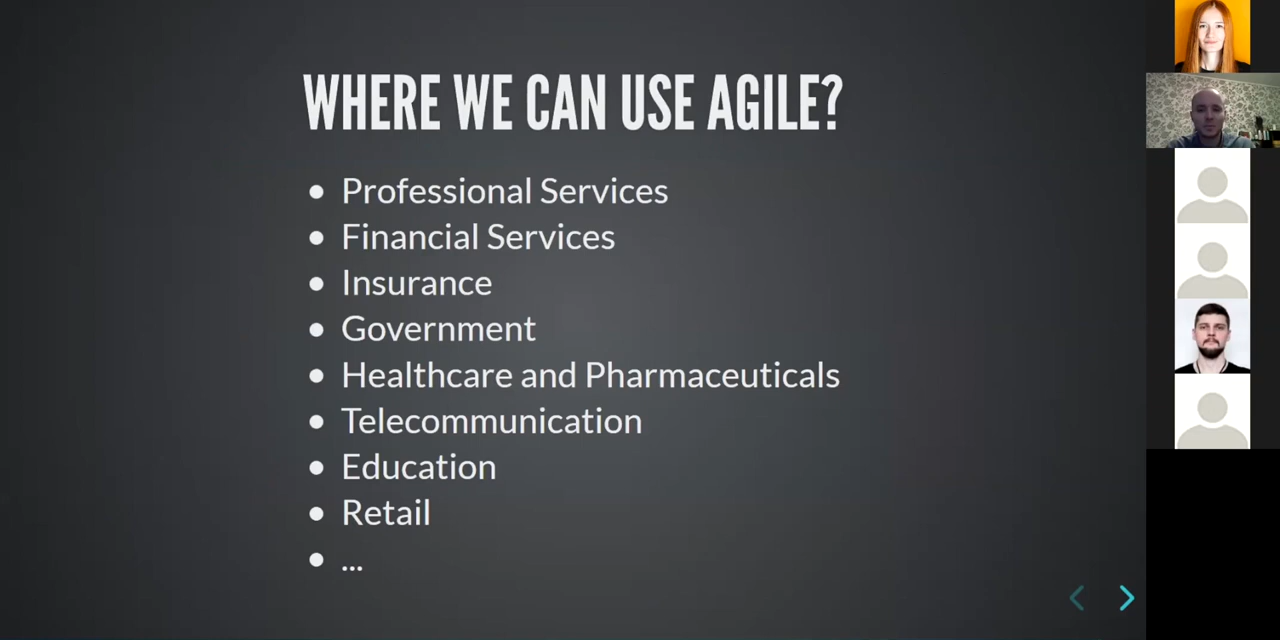 WHERE WE CAN USE AGILE?
Professional Services
Financial Services
Insurance
Government
Healthcare and Pharmaceuticals
Telecommunication
Education
Retail
...